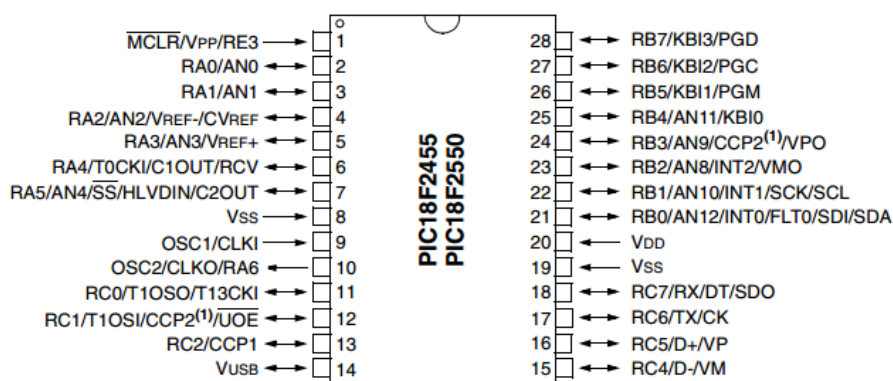 MCLR/VPP/RE3 1 28 RB7/KBI3/PGD
RA0/AN0 2 27 RB6/KBI2/PGC
RA1/AN1 3 26 RB5/KBI1/PGM
RA2/AN2/VREF-/CVREF 4 25 RB4/AN11/KBI0
RA3/AN3/VREF+ 5 24 RB3/AN9/CCP2(1)/VPO
RA4/T0CKI/C1OUT/RCV 6 23 RB2/AN8/INT2/VMO
RA5/AN4/SS/HLVDIN/C2OUT 7 22 RB1/AN10/INT1/SCK/SCL
VSS 8 21 RB0/AN12/INT0/FLT0/SDI/SDA
OSC1/CLKI 9 20 VDD
OSC2/CLKO/RA6 10 19 VSS
RC0/T1OSO/T13CKI 11 18 RC7/RX/DT/SDO
RC1/T1OSI/CCP2(1)/UOE 12 17 RC6/TX/CK
RC2/CCP1 13 16 RC5/D+/VP
VUSB 14 15 RC4/D-/VM
PIC18F2455
PIC18F2550